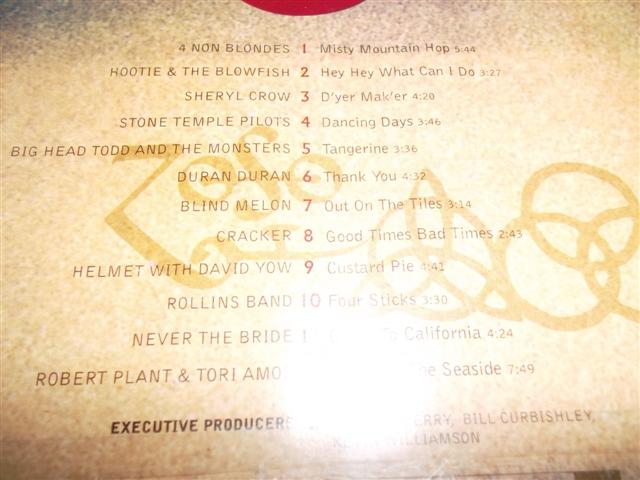 4 NON BLONDES 1 Misty Mountain Hop 5:44
HOOTIE & THE BLOWFISH 2 Hey Hey What Can I Do 3:27
SHERYL CROW 3 D'yer Mak'er 4:20
STONE TEMPLE PILOTS 4 Dancing Days 3:46
BIG HEAD TODD AND THE MONSTERS 5 Tangerine 3:36
DURAN DURAN 6 Thank You 4:32
BLIND MELON 7 Out On The Tiles 3:14
CRACKER 8 Good Times Bad Times 2:43
HELMET WITH DAVID YOW 9 Custard Pie 4:41
ROLLINS BAND 10 Four Sticks 3:30
NEVER THE BRIDE To California 4:24
ROBERT PLANT & TORI AMO The Seaside 7:49
EXECUTIVE PRODUCERS BILL CURBISHLEY,
WILLIAMSON